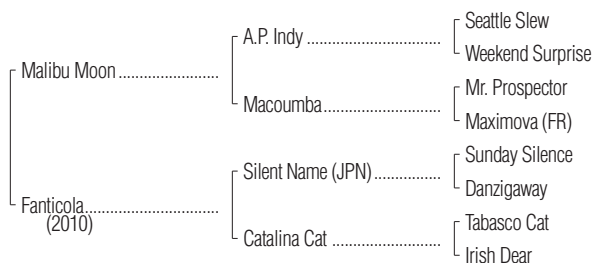 Seattle Slew
A.P. Indy ..................................
Weekend Surprise
Malibu Moon .........................
Mr. Prospector
Macoumba..............................
Maximova (FR)
Sunday Silence
Silent Name (JPN).................
Danzigaway
Fanticola.................................
(2010)
Tabasco Cat
Catalina Cat ...........................
Irish Dear